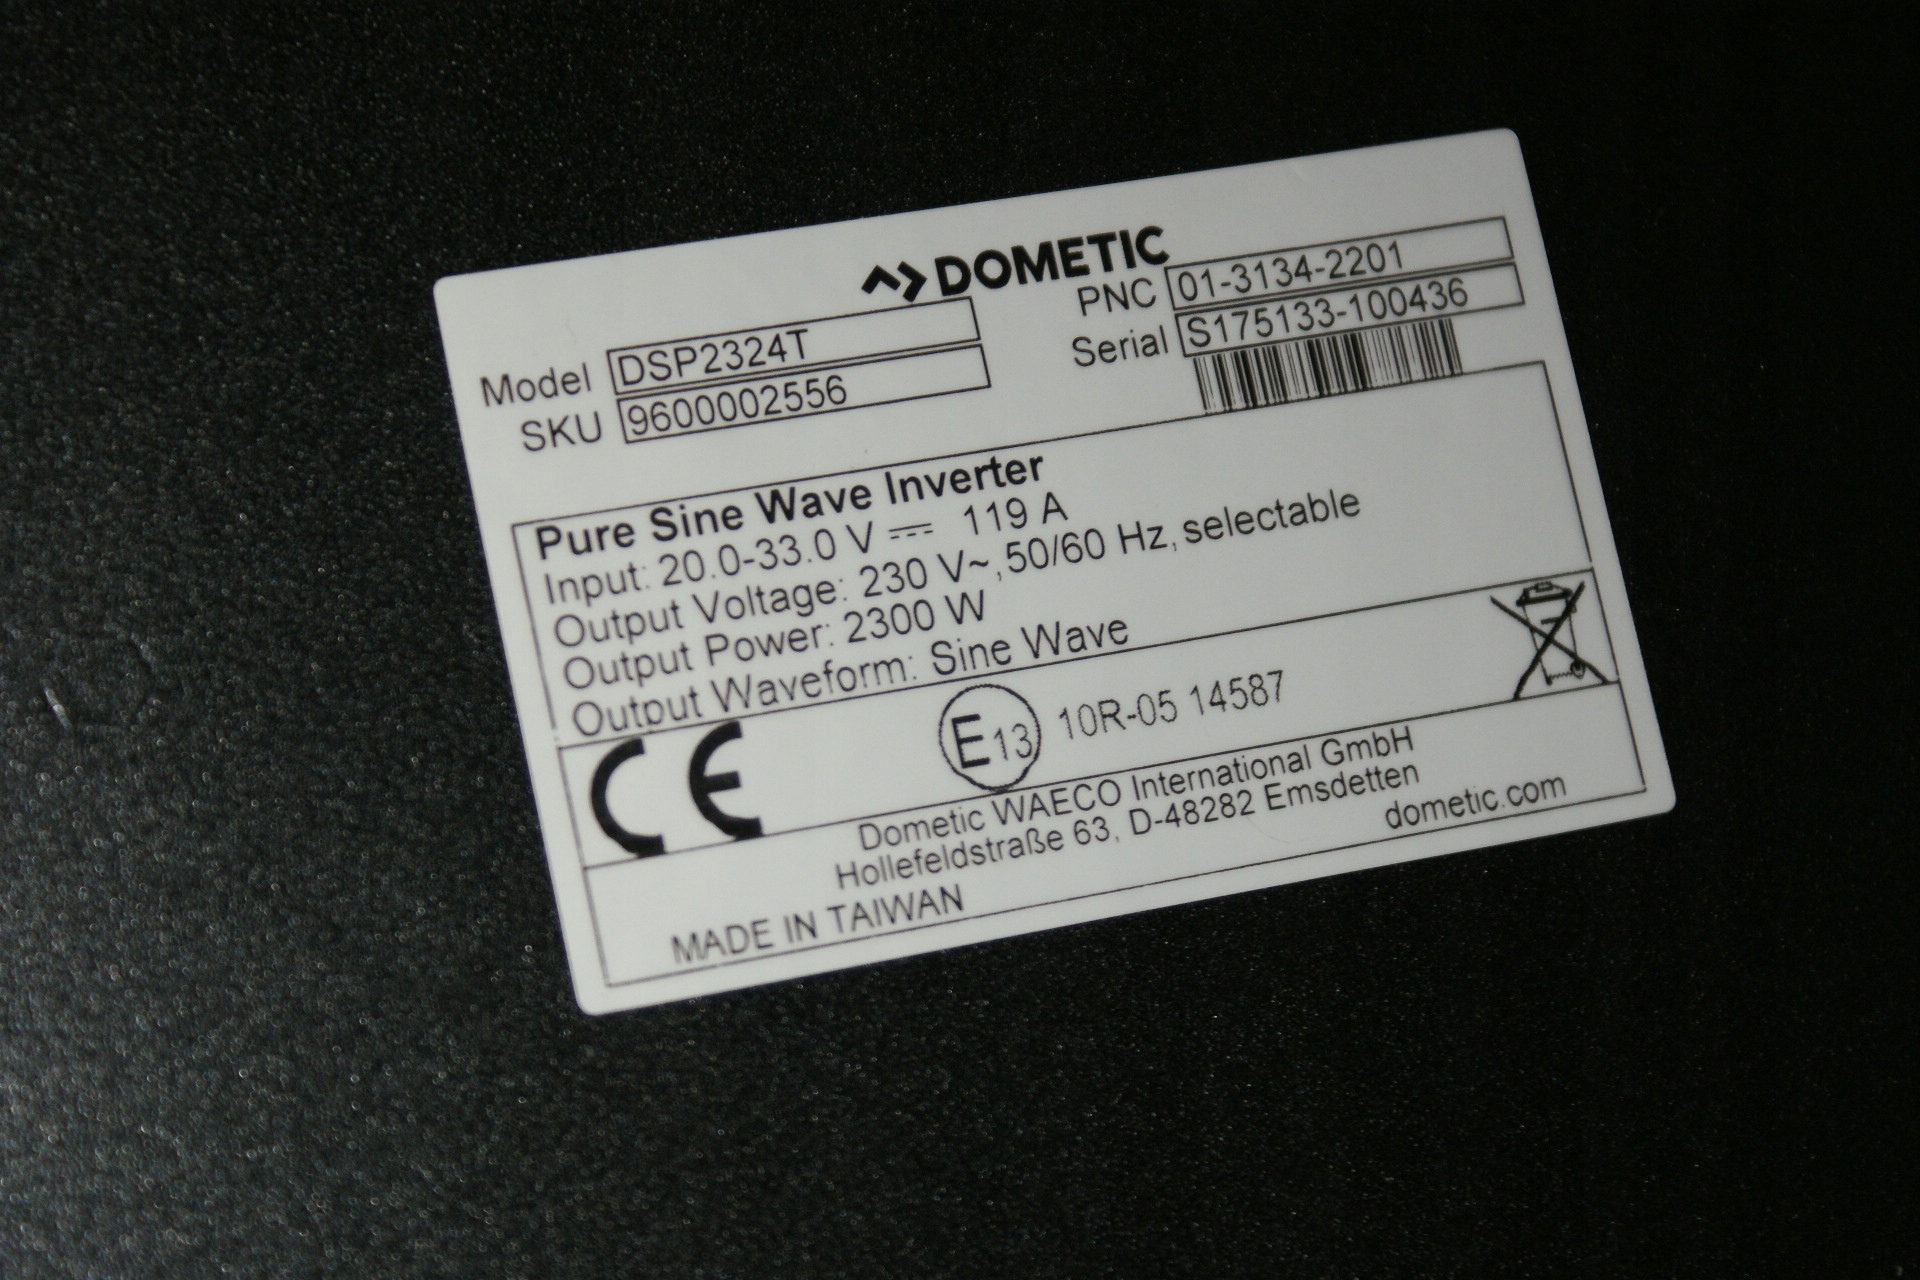 DOMETIC
Model DSP2324T
SKU 9600002556
PNC 01-3134-2201
Serial S175133-100436
Pure Sine Wave Inverter
Input: 20.0-33.0 V ⎓ 119 A
Output Voltage: 230 V~, 50/60 Hz, selectable
Output Power: 2300 W
Output Waveform: Sine Wave
CE
E13 10R-05 14587
Dometic WAECO International GmbH
Hollefeldstraße 63, D-48282 Emsdetten
dometic.com
MADE IN TAIWAN